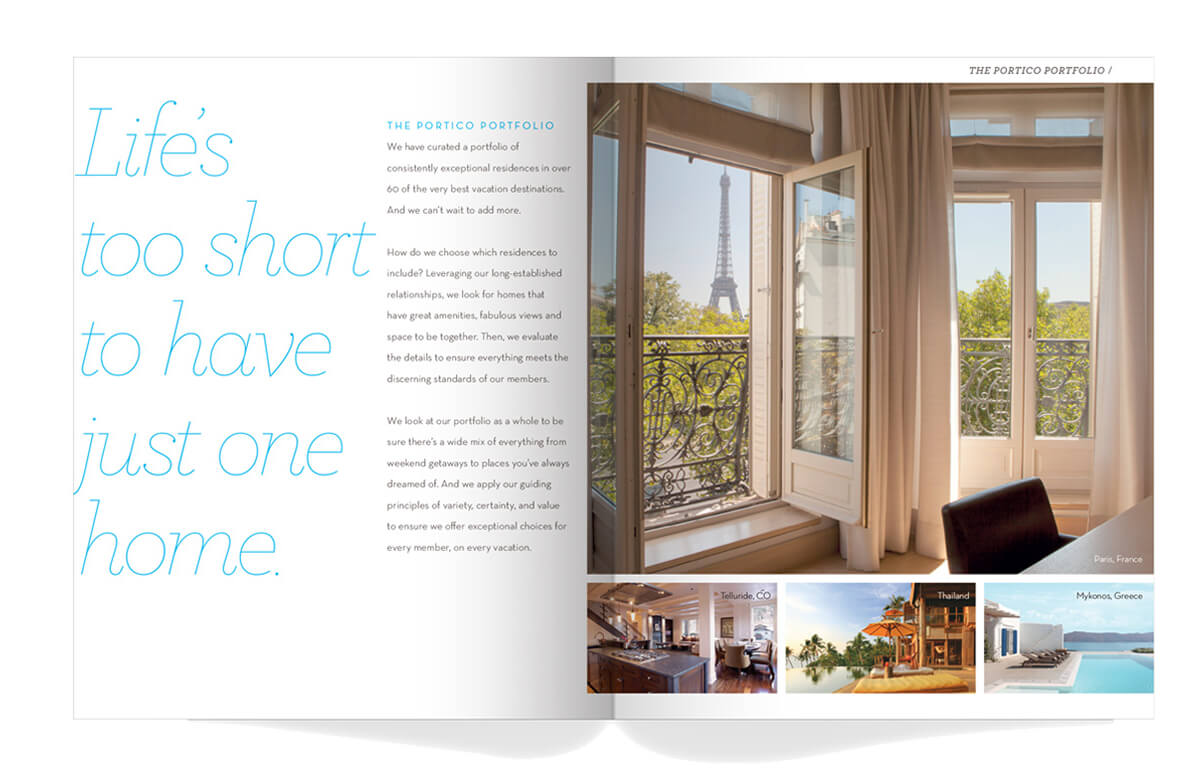 Life's
too short
to have
just one
home.
THE PORTICO PORTFOLIO
We have curated a portfolio of
consistently exceptional residences in over
60 of the very best vacation destinations.
And we can't wait to add more.
How do we choose which residences to
include? Leveraging our long-established
relationships, we look for homes that
have great amenities, fabulous views and
space to be together. Then, we evaluate
the details to ensure everything meets the
discerning standards of our members.
We look at our portfolio as a whole to be
sure there's a wide mix of everything from
weekend getaways to places you've always
dreamed of. And we apply our guiding
principles of variety, certainty, and value
to ensure we offer exceptional choices for
every member, on every vacation.
THE PORTICO PORTFOLIO /
Paris, France
Telluride, CO
Thailand
Mykonos, Greece